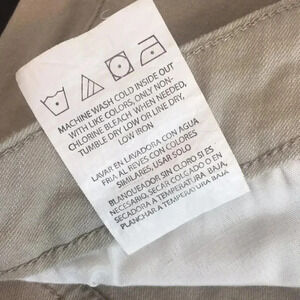 MACHINE WASH COLD INSIDE OUT
WITH LIKE COLORS, ONLY NON-
CHLORINE BLEACH WHEN NEEDED,
TUMBLE DRY LOW OR LINE DRY,
LOW IRON
LAVAR EN LAVADORA CON AGUA
FRIA AL REVES CON COLORES
SIMILARES, USAR SOLO
BLANQUEADOR SIN CLORO SI ES
NECESARIO, SECAR COLGADO O EN
SECADORA A TEMPERATURA BAJA,
PLANCHAR A TEMPERATURA BAJA